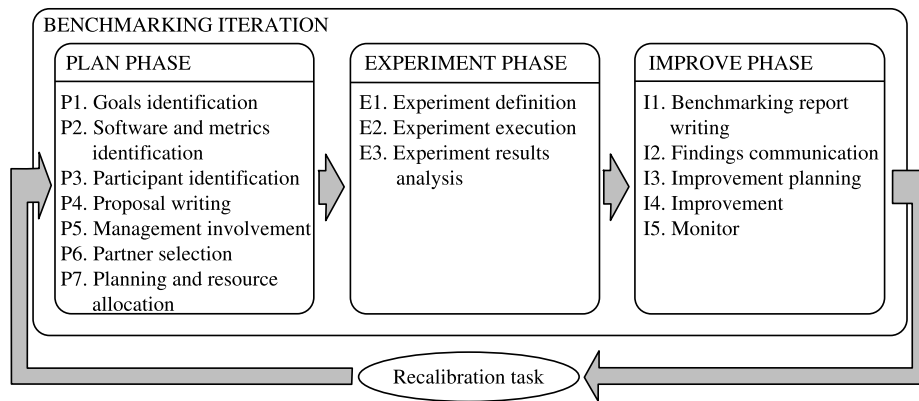 BENCHMARKING ITERATION
PLAN PHASE
P1. Goals identification
P2. Software and metrics
identification
P3. Participant identification
P4. Proposal writing
P5. Management involvement
P6. Partner selection
P7. Planning and resource
allocation
EXPERIMENT PHASE
E1. Experiment definition
E2. Experiment execution
E3. Experiment results
analysis
IMPROVE PHASE
I1. Benchmarking report
writing
I2. Findings communication
I3. Improvement planning
I4. Improvement
I5. Monitor
Recalibration task